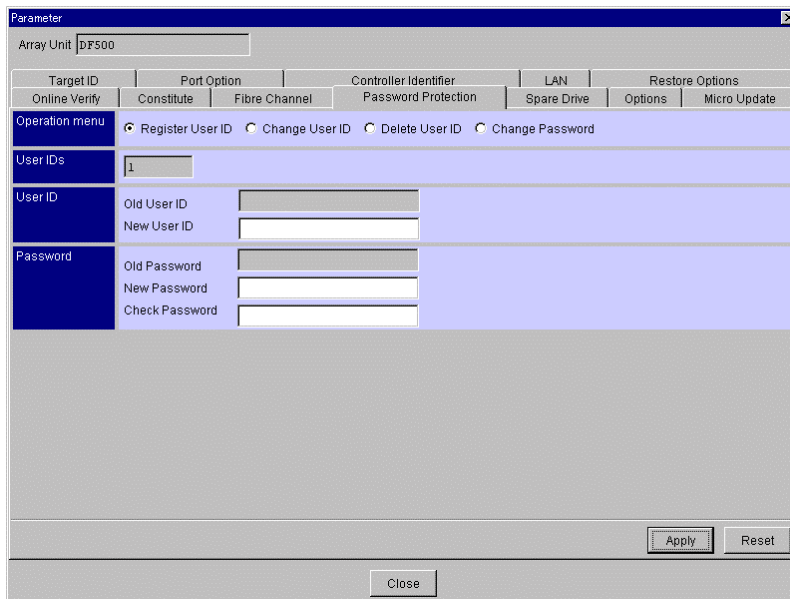 Parameter
Array Unit DF500
Target ID Port Option Controller Identifier LAN Restore Options
Online Verify Constitute Fibre Channel Password Protection Spare Drive Options Micro Update
Operation menu Register User ID Change User ID Delete User ID Change Password
User IDs 1
User ID
Old User ID
New User ID
Password
Old Password
New Password
Check Password
Apply Reset
Close